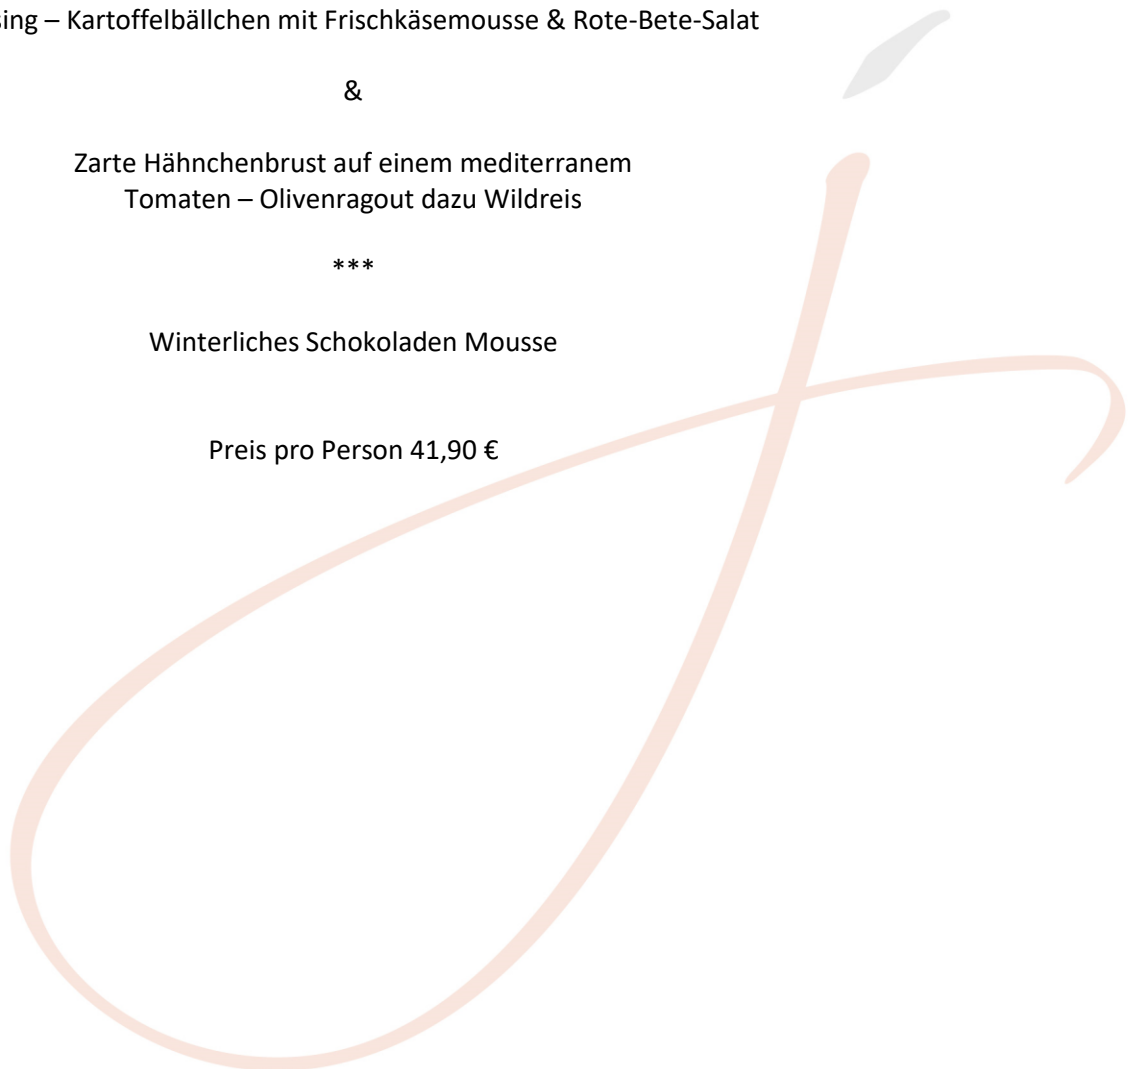 – Kartoffelbällchen mit Frischkäsemousse & Rote-Bete-Salat
&
Zarte Hähnchenbrust auf einem mediterranem
Tomaten – Olivenragout dazu Wildreis
***
Winterliches Schokoladen Mousse
Preis pro Person 41,90 €